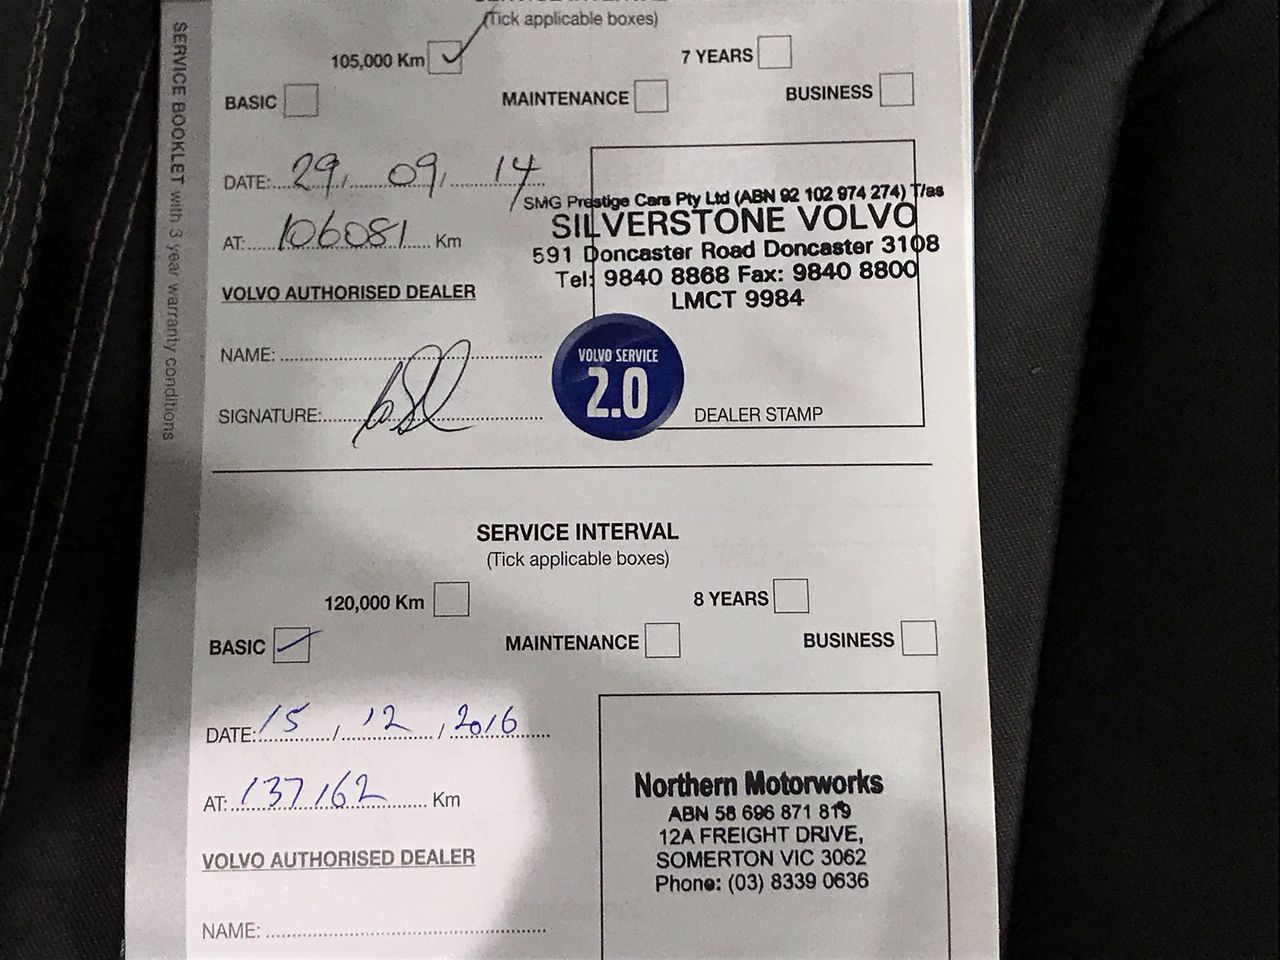 (Tick applicable boxes)
105,000 Km 7 YEARS
BASIC MAINTENANCE BUSINESS
DATE: 29 / 09 / 14
SMG Prestige Cars Pty Ltd (ABN 92 102 974 274) T/as
SILVERSTONE VOLVO
591 Doncaster Road Doncaster 3108
Tel: 9840 8868 Fax: 9840 8800
LMCT 9984
AT: 106081 Km
VOLVO AUTHORISED DEALER
NAME:
SIGNATURE:
VOLVO SERVICE
2.0
DEALER STAMP
SERVICE INTERVAL
(Tick applicable boxes)
120,000 Km 8 YEARS
BASIC MAINTENANCE BUSINESS
DATE: 15 / 12 / 2016
AT: 137162 Km
VOLVO AUTHORISED DEALER
NAME:
Northern Motorworks
ABN 58 696 871 819
12A FREIGHT DRIVE,
SOMERTON VIC 3062
Phone: (03) 8339 0636
SERVICE BOOKLET with 3 year warranty conditions